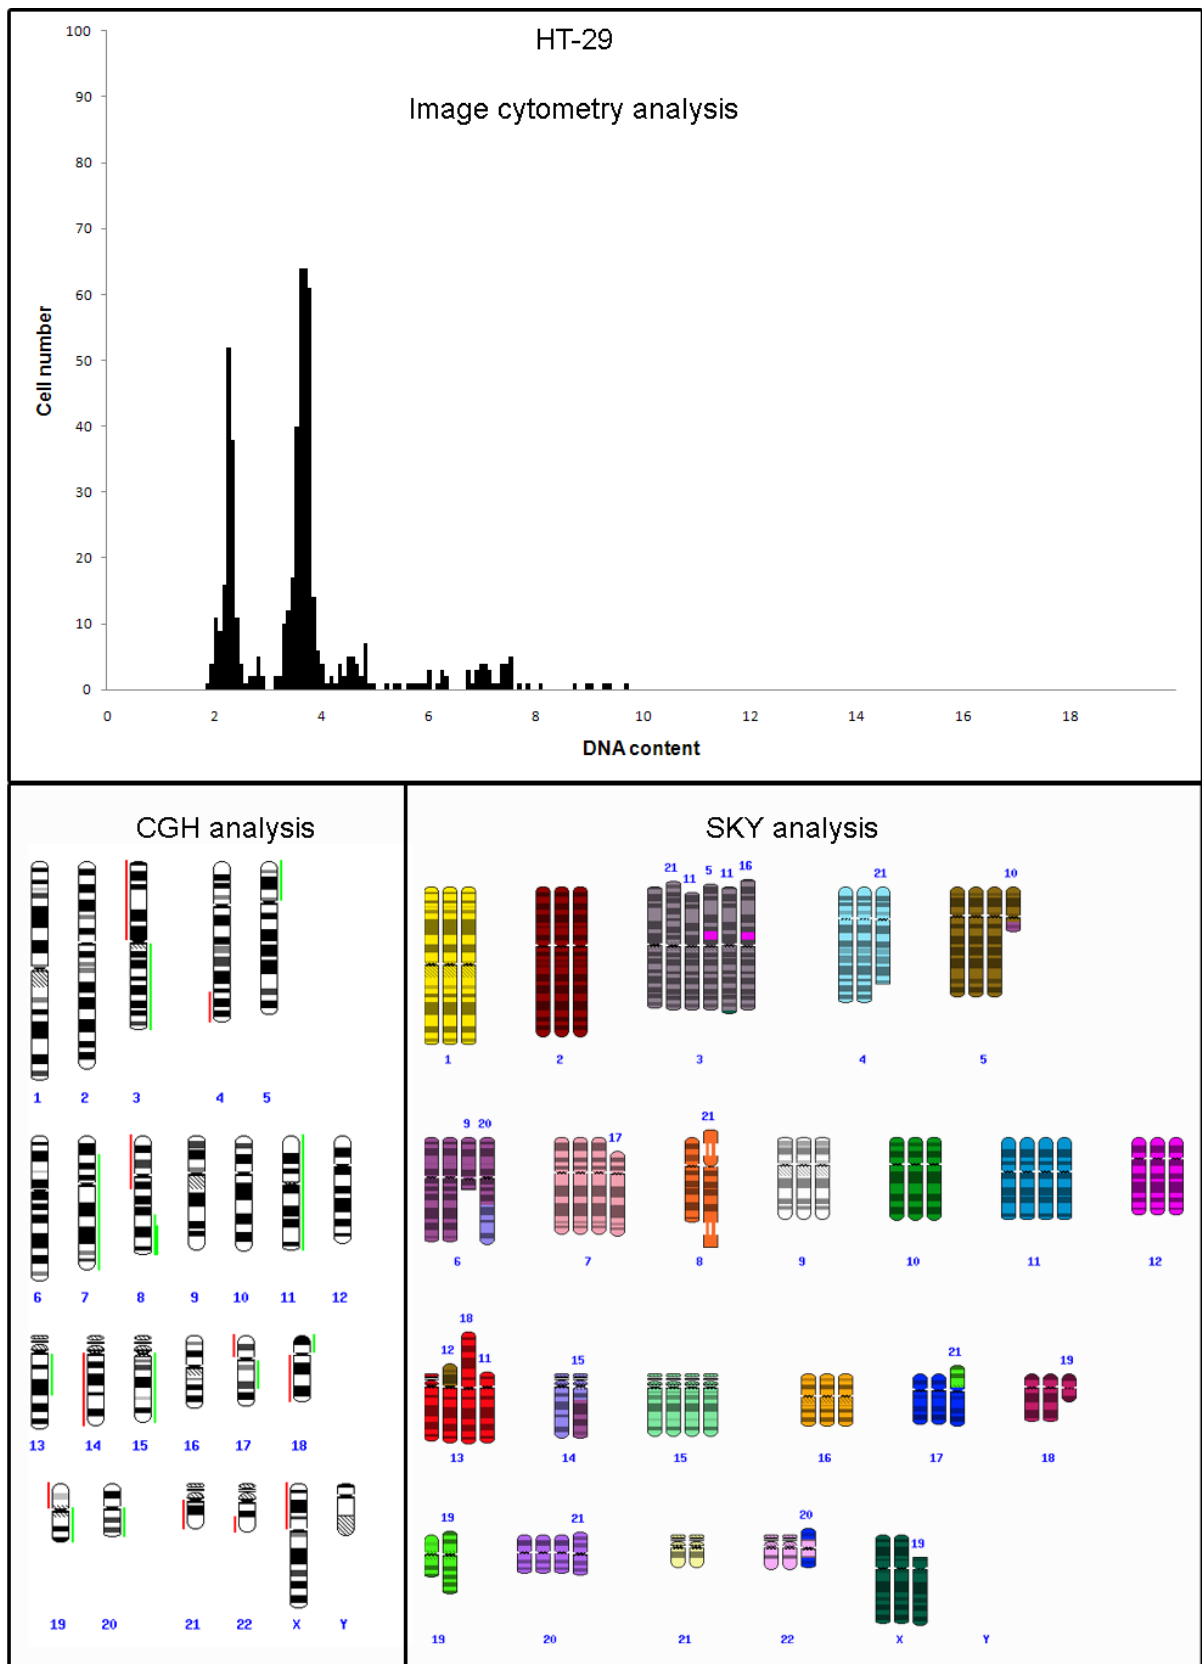 HT-29
Image cytometry analysis
100
90
80
70
60
50
40
30
20
10
0
Cell number
0 2 4 6 8 10 12 14 16 18
DNA content
CGH analysis
1 2 3 4 5
6 7 8 9 10 11 12
13 14 15 16 17 18
19 20 21 22 X Y
SKY analysis
21 11 5 11 16 21 10
1 2 3 4 5
9 20 17 21
6 7 8 9 10 11 12
12 18 11 15 21 19
13 14 15 16 17 18
19 21 20 19
19 20 21 22 X Y